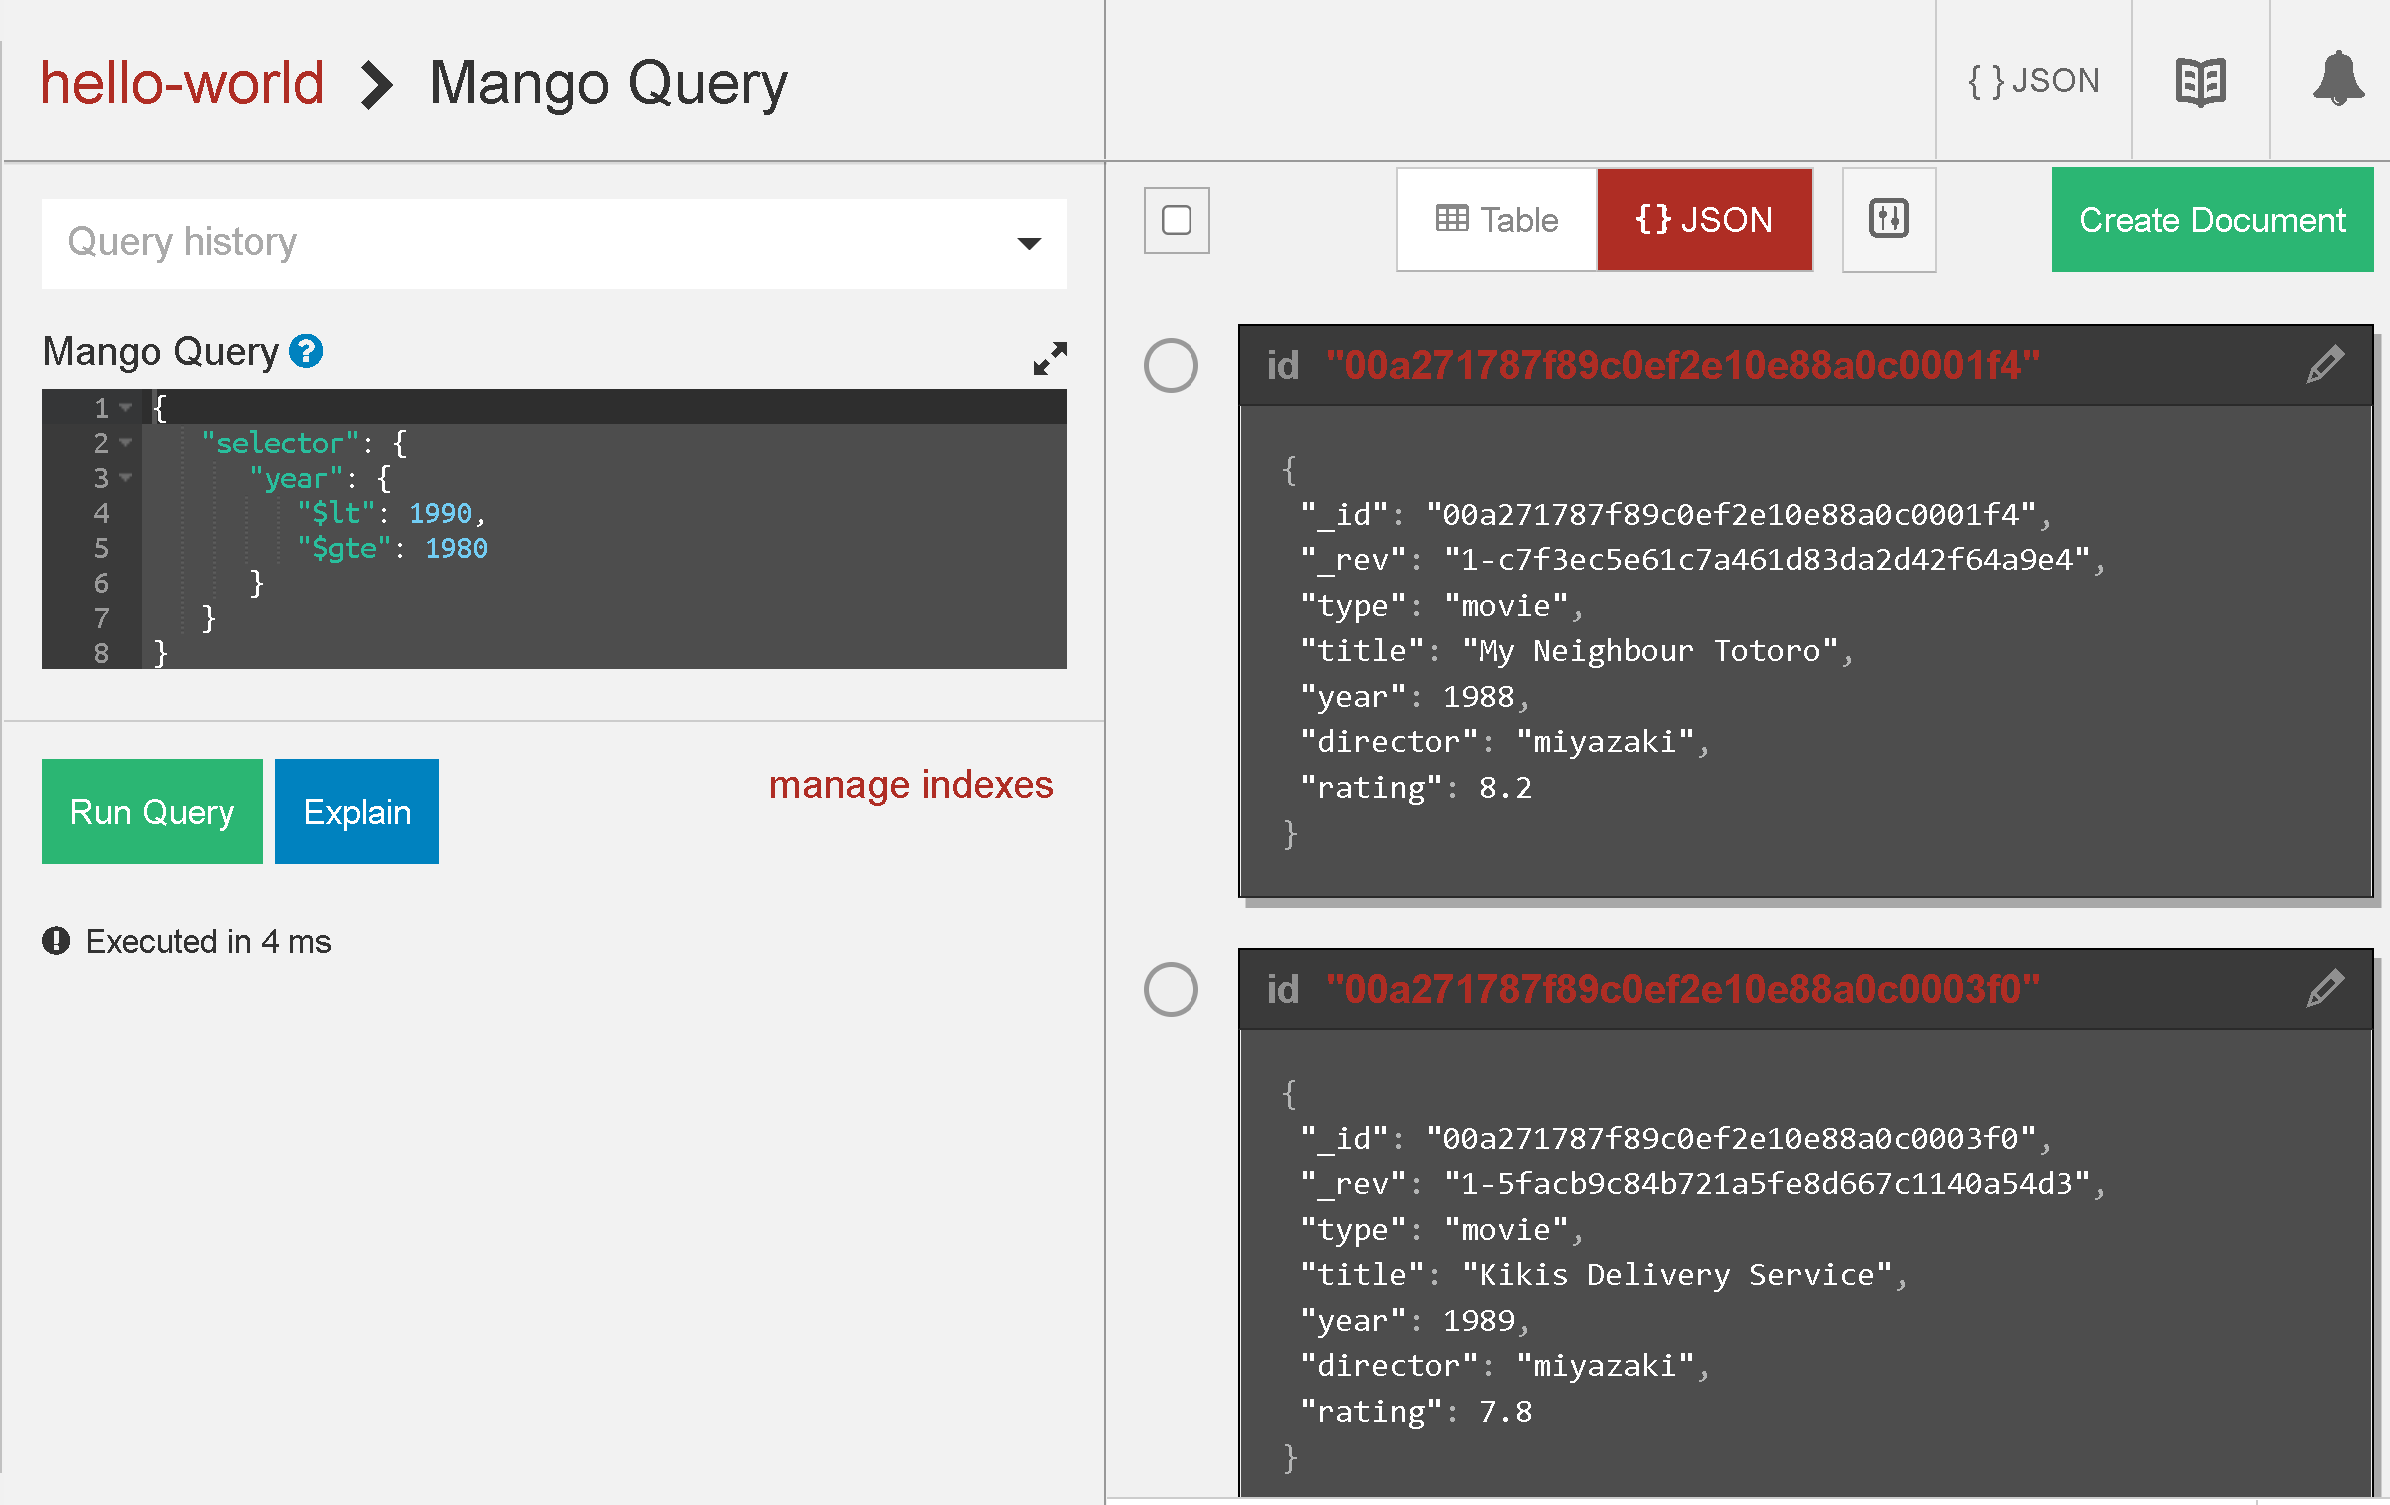 hello-world > Mango Query
{ } JSON
Query history
Mango Query ?
1 {
2 "selector": {
3 "year": {
4 "$lt": 1990,
5 "$gte": 1980
6 }
7 }
8 }
Run Query Explain manage indexes
Executed in 4 ms
Table {} JSON Create Document
id "00a271787f89c0ef2e10e88a0c0001f4"
{
"_id": "00a271787f89c0ef2e10e88a0c0001f4",
"_rev": "1-c7f3ec5e61c7a461d83da2d42f64a9e4",
"type": "movie",
"title": "My Neighbour Totoro",
"year": 1988,
"director": "miyazaki",
"rating": 8.2
}
id "00a271787f89c0ef2e10e88a0c0003f0"
{
"_id": "00a271787f89c0ef2e10e88a0c0003f0",
"_rev": "1-5facb9c84b721a5fe8d667c1140a54d3",
"type": "movie",
"title": "Kikis Delivery Service",
"year": 1989,
"director": "miyazaki",
"rating": 7.8
}